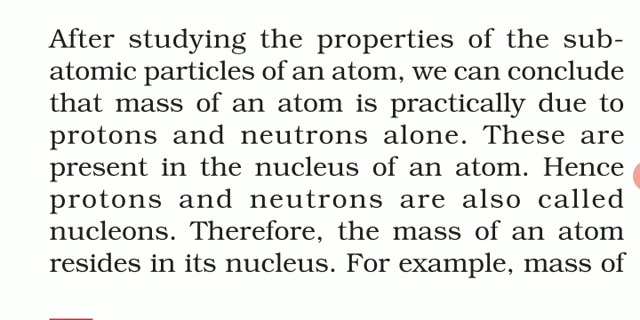 After studying the properties of the sub-
atomic particles of an atom, we can conclude
that mass of an atom is practically due to
protons and neutrons alone. These are
present in the nucleus of an atom. Hence
protons and neutrons are also called
nucleons. Therefore, the mass of an atom
resides in its nucleus. For example, mass of